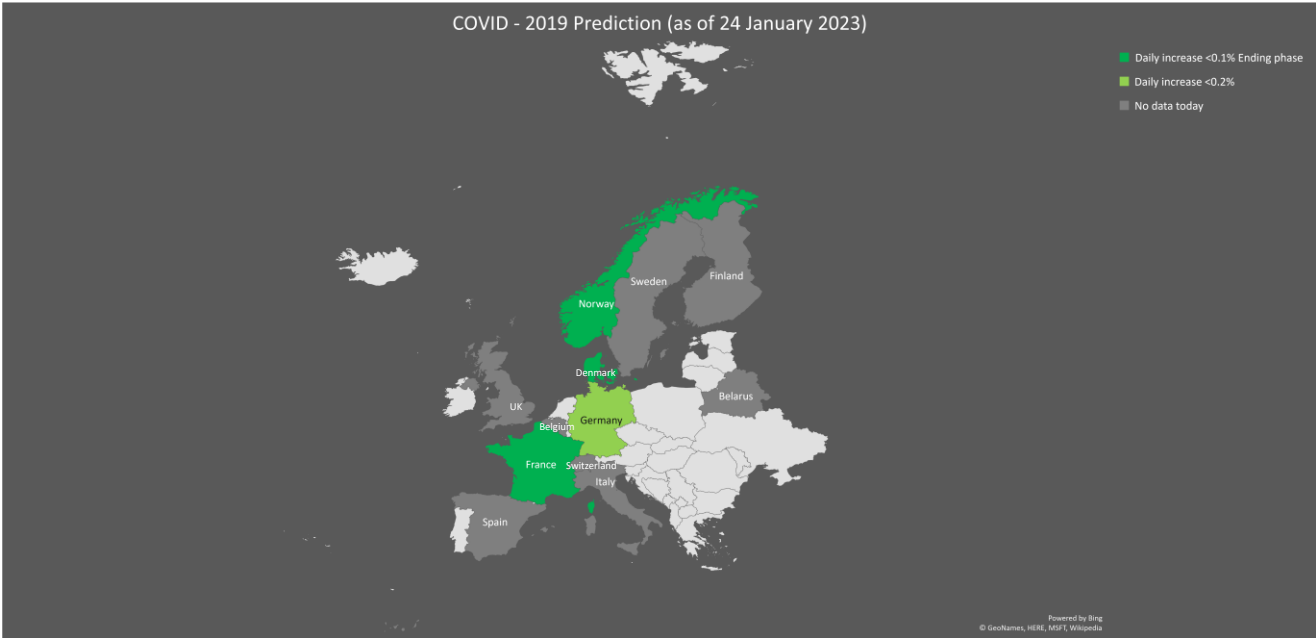 COVID - 2019 Prediction (as of 24 January 2023)
Daily increase <0.1% Ending phase
Daily increase <0.2%
No data today
Finland
Sweden
Norway
Denmark
Belarus
UK
Germany
Belgium
France
Switzerland
Italy
Spain
Powered by Bing
© GeoNames, HERE, MSFT, Wikipedia